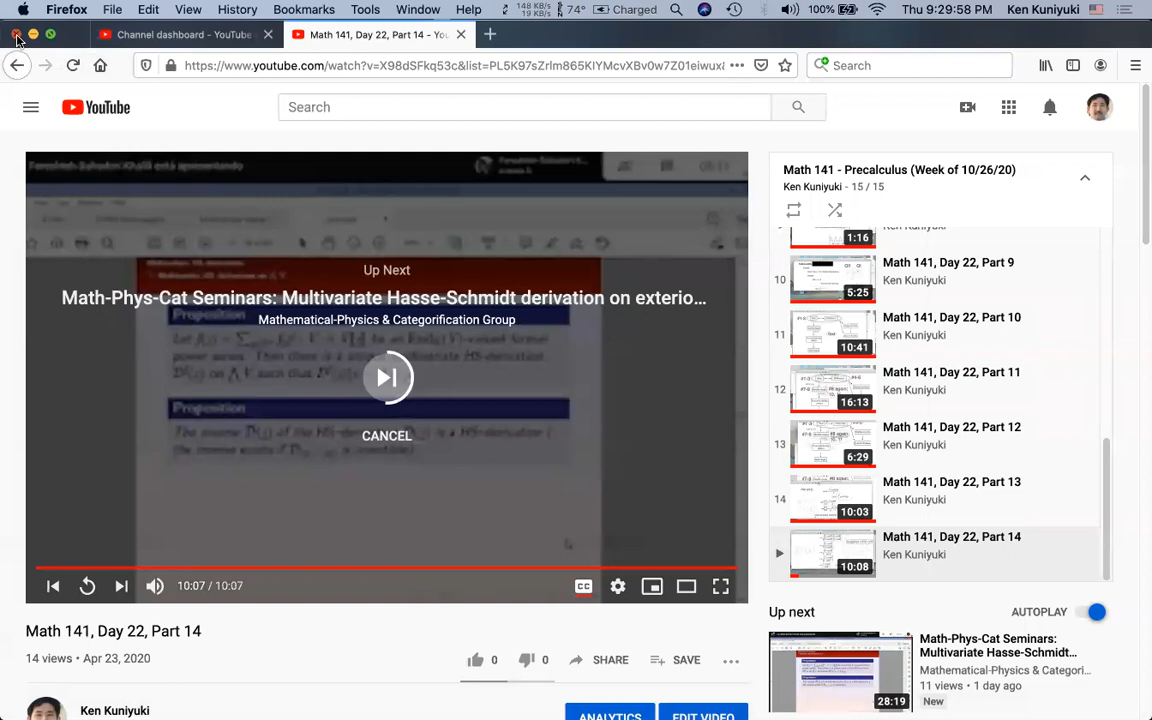 Firefox File Edit View History Bookmarks Tools Window Help 148 KB/s 19 KB/s 74° Charged 100% Thu 9:29:58 PM Ken Kuniyuki
Channel dashboard - YouTube
Math 141, Day 22, Part 14 - You
https://www.youtube.com/watch?v=X98dSFkq53c&list=PL5K97sZrlm865KlYMcvXBv0w7Z01eiwux
Search
YouTube
Search
Math 141 - Precalculus (Week of 10/26/20)
Ken Kuniyuki - 15 / 15
Up Next
Math-Phys-Cat Seminars: Multivariate Hasse-Schmidt derivation on exterio...
Mathematical-Physics & Categorification Group
Proposition
Proposition
CANCEL
10:07 / 10:07
CC
1:16
10
5:25
Math 141, Day 22, Part 9
Ken Kuniyuki
11
10:41
Math 141, Day 22, Part 10
Ken Kuniyuki
12
16:13
Math 141, Day 22, Part 11
Ken Kuniyuki
13
6:29
Math 141, Day 22, Part 12
Ken Kuniyuki
14
10:03
Math 141, Day 22, Part 13
Ken Kuniyuki
10:08
Math 141, Day 22, Part 14
Ken Kuniyuki
Math 141, Day 22, Part 14
14 views • Apr 23, 2020
0 0 SHARE SAVE
Ken Kuniyuki
ANALYTICS
EDIT VIDEO
Up next
AUTOPLAY
28:19
Math-Phys-Cat Seminars:
Multivariate Hasse-Schmidt...
Mathematical-Physics & Categori...
11 views • 1 day ago
New